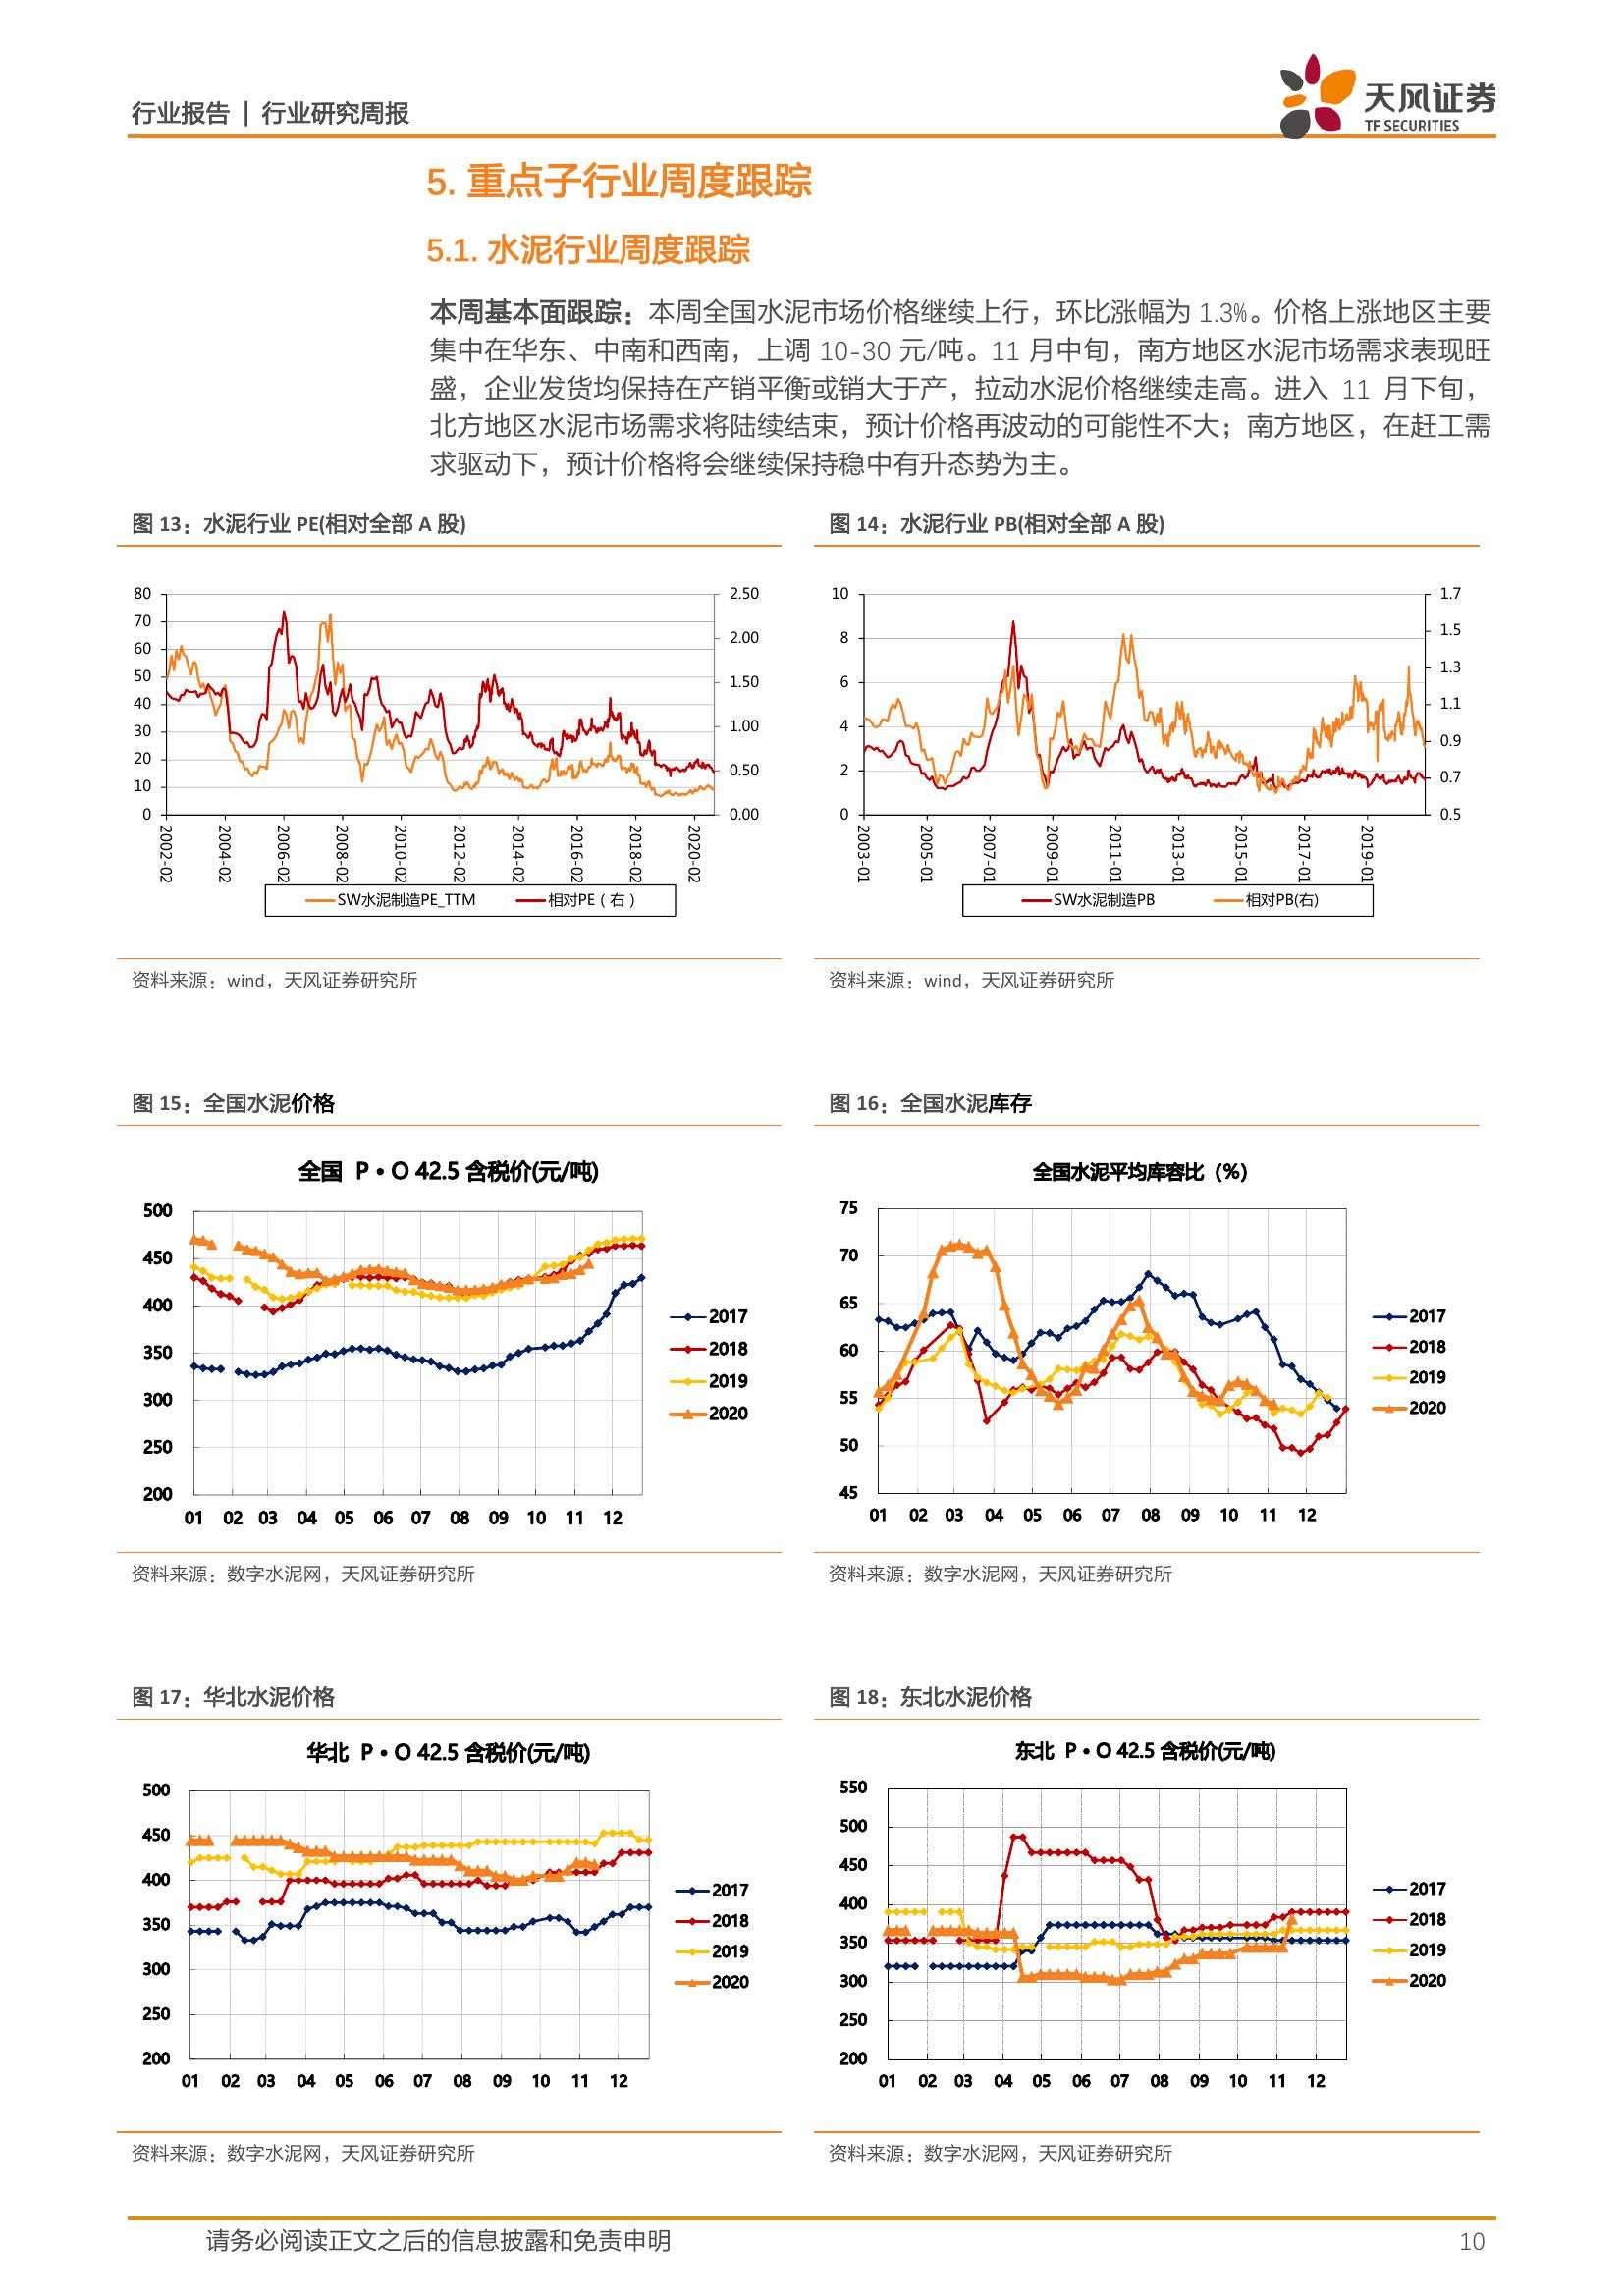 行业报告 | 行业研究周报
天风证券
TF SECURITIES
5. 重点子行业周度跟踪
5.1. 水泥行业周度跟踪
本周基本面跟踪：本周全国水泥市场价格继续上行，环比涨幅为 1.3%。价格上涨地区主要
集中在华东、中南和西南，上调 10-30 元/吨。11 月中旬，南方地区水泥市场需求表现旺
盛，企业发货均保持在产销平衡或销大于产，拉动水泥价格继续走高。进入 11 月下旬，
北方地区水泥市场需求将陆续结束，预计价格再波动的可能性不大；南方地区，在赶工需
求驱动下，预计价格将会继续保持稳中有升态势为主。
图 13：水泥行业 PE(相对全部 A 股)
80
70
60
50
40
30
20
10
0
2.50
2.00
1.50
1.00
0.50
0.00
2002-02
2004-02
2006-02
2008-02
2010-02
2012-02
2014-02
2016-02
2018-02
2020-02
SW水泥制造PE_TTM
相对PE（右）
资料来源：wind，天风证券研究所
图 14：水泥行业 PB(相对全部 A 股)
10
8
6
4
2
0
1.7
1.5
1.3
1.1
0.9
0.7
0.5
2003-01
2005-01
2007-01
2009-01
2011-01
2013-01
2015-01
2017-01
2019-01
SW水泥制造PB
相对PB(右)
资料来源：wind，天风证券研究所
图 15：全国水泥价格
全国 P • O 42.5 含税价(元/吨)
500
450
400
350
300
250
200
01 02 03 04 05 06 07 08 09 10 11 12
2017
2018
2019
2020
资料来源：数字水泥网，天风证券研究所
图 16：全国水泥库存
全国水泥平均库容比（%）
75
70
65
60
55
50
45
01 02 03 04 05 06 07 08 09 10 11 12
2017
2018
2019
2020
资料来源：数字水泥网，天风证券研究所
图 17：华北水泥价格
华北 P • O 42.5 含税价(元/吨)
500
450
400
350
300
250
200
01 02 03 04 05 06 07 08 09 10 11 12
2017
2018
2019
2020
资料来源：数字水泥网，天风证券研究所
图 18：东北水泥价格
东北 P • O 42.5 含税价(元/吨)
550
500
450
400
350
300
250
200
01 02 03 04 05 06 07 08 09 10 11 12
2017
2018
2019
2020
资料来源：数字水泥网，天风证券研究所
请务必阅读正文之后的信息披露和免责申明
10